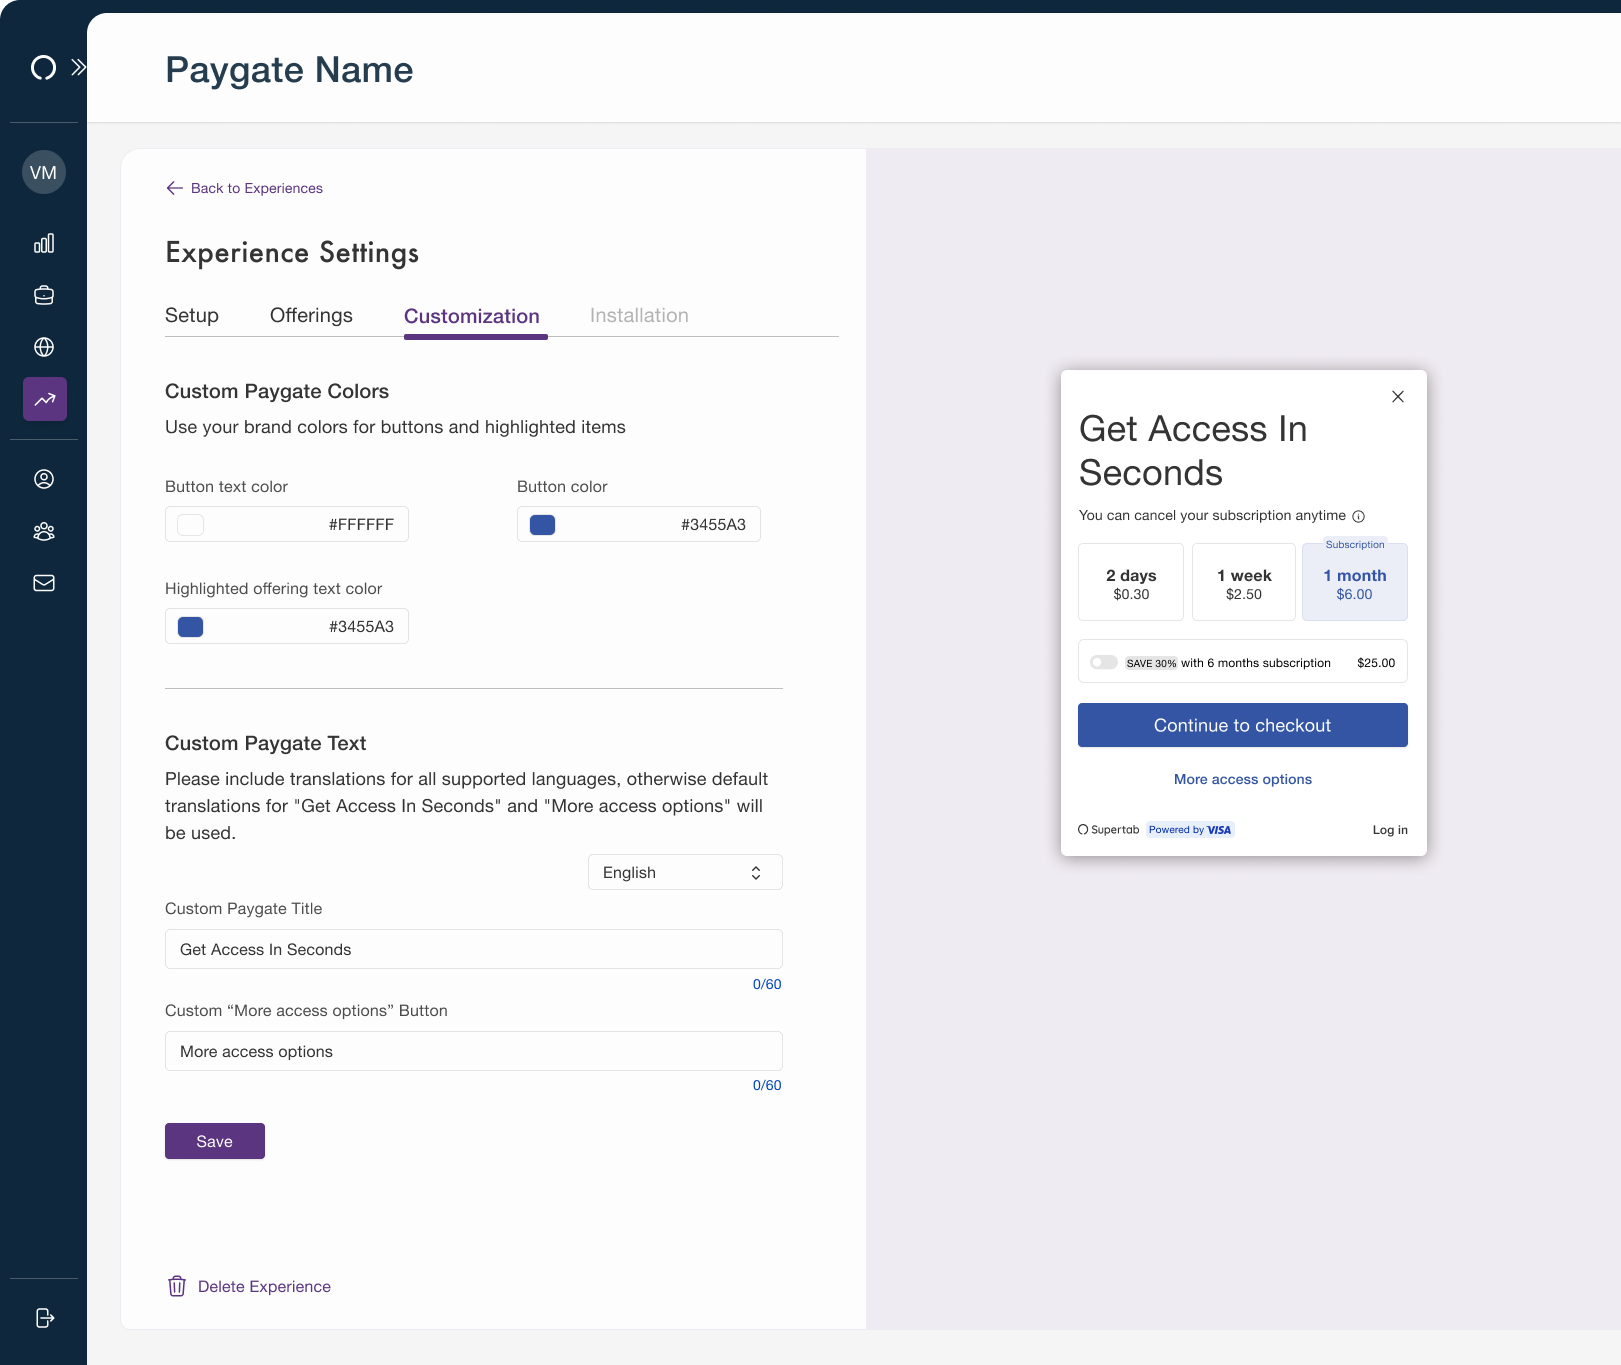 Paygate Name
VM
Back to Experiences
Experience Settings
Setup
Offerings
Customization
Installation
Custom Paygate Colors
Use your brand colors for buttons and highlighted items
Button text color
Button color
#FFFFFF
#3455A3
Highlighted offering text color
#3455A3
Custom Paygate Text
Please include translations for all supported languages, otherwise default
translations for "Get Access In Seconds" and "More access options" will
be used.
English
Custom Paygate Title
Get Access In Seconds
0/60
Custom “More access options” Button
More access options
0/60
Save
Delete Experience
Get Access In
Seconds
You can cancel your subscription anytime
Subscription
2 days
$0.30
1 week
$2.50
1 month
$6.00
SAVE 30% with 6 months subscription $25.00
Continue to checkout
More access options
Supertab Powered by VISA
Log in